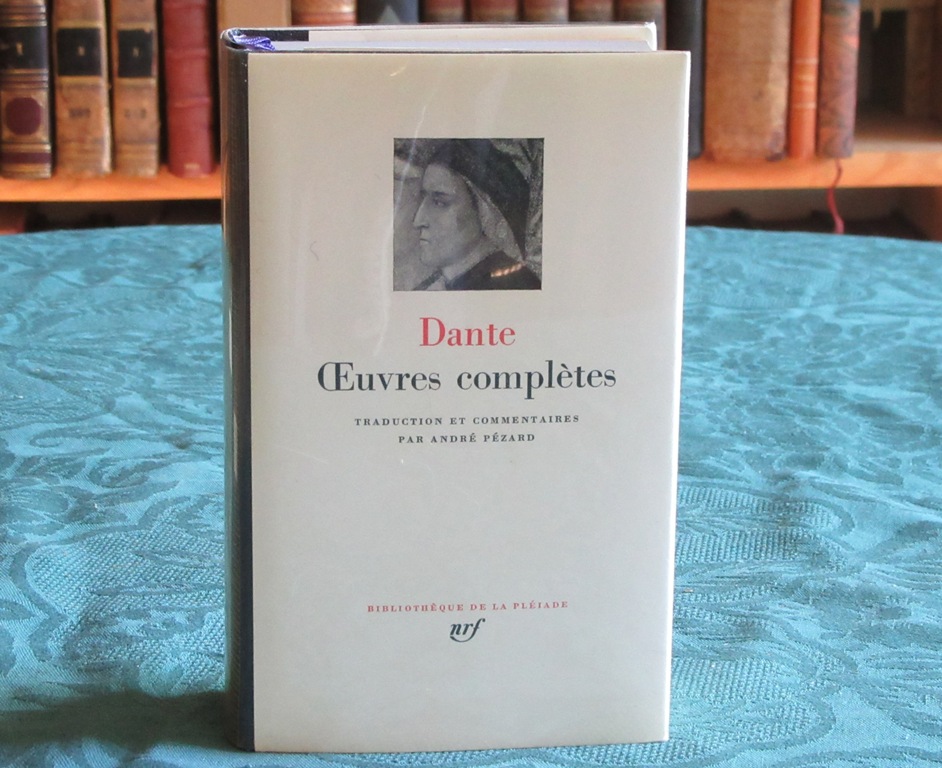 Dante
Œuvres complètes
TRADUCTION ET COMMENTAIRES
PAR ANDRÉ PÉZARD
BIBLIOTHÈQUE DE LA PLÉIADE
nrf